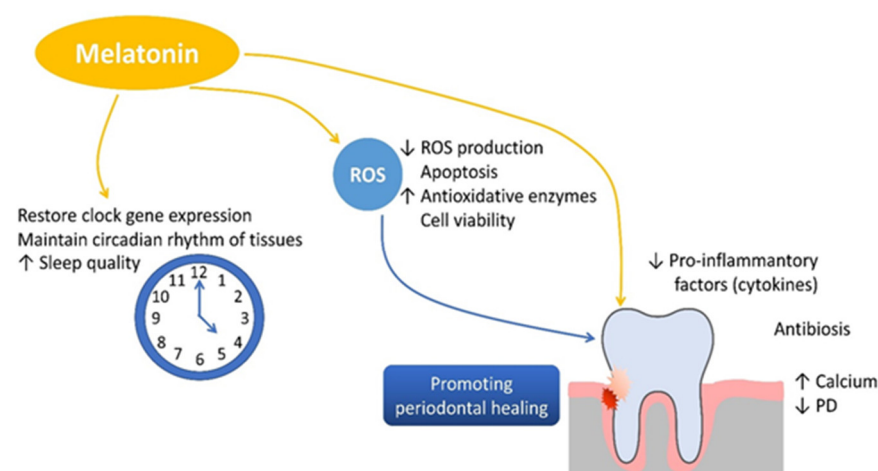 Melatonin
ROS
↓ ROS production
Apoptosis
↑ Antioxidative enzymes
Cell viability
Restore clock gene expression
Maintain circadian rhythm of tissues
↑ Sleep quality
12
1
2
3
4
5
6
7
8
9
10
11
↓ Pro-inflammantory
factors (cytokines)
Antibiosis
Promoting
periodontal healing
↑ Calcium
↓ PD